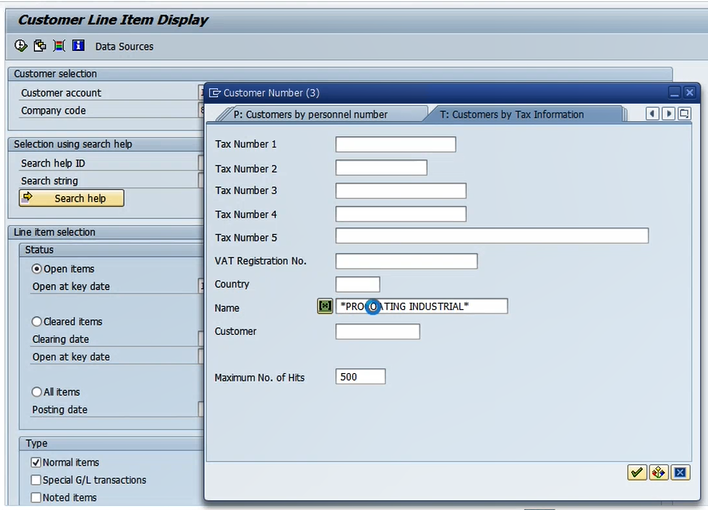 Customer Line Item Display
Data Sources
Customer selection
Customer account
Company code
Selection using search help
Search help ID
Search string
Search help
Line item selection
Status
Open items
Open at key date
Cleared items
Clearing date
Open at key date
All items
Posting date
Type
Normal items
Special G/L transactions
Noted items
Customer Number (3)
P: Customers by personnel number
T: Customers by Tax Information
Tax Number 1
Tax Number 2
Tax Number 3
Tax Number 4
Tax Number 5
VAT Registration No.
Country
Name
INDUSTRIAL*
Customer
Maximum No. of Hits
500